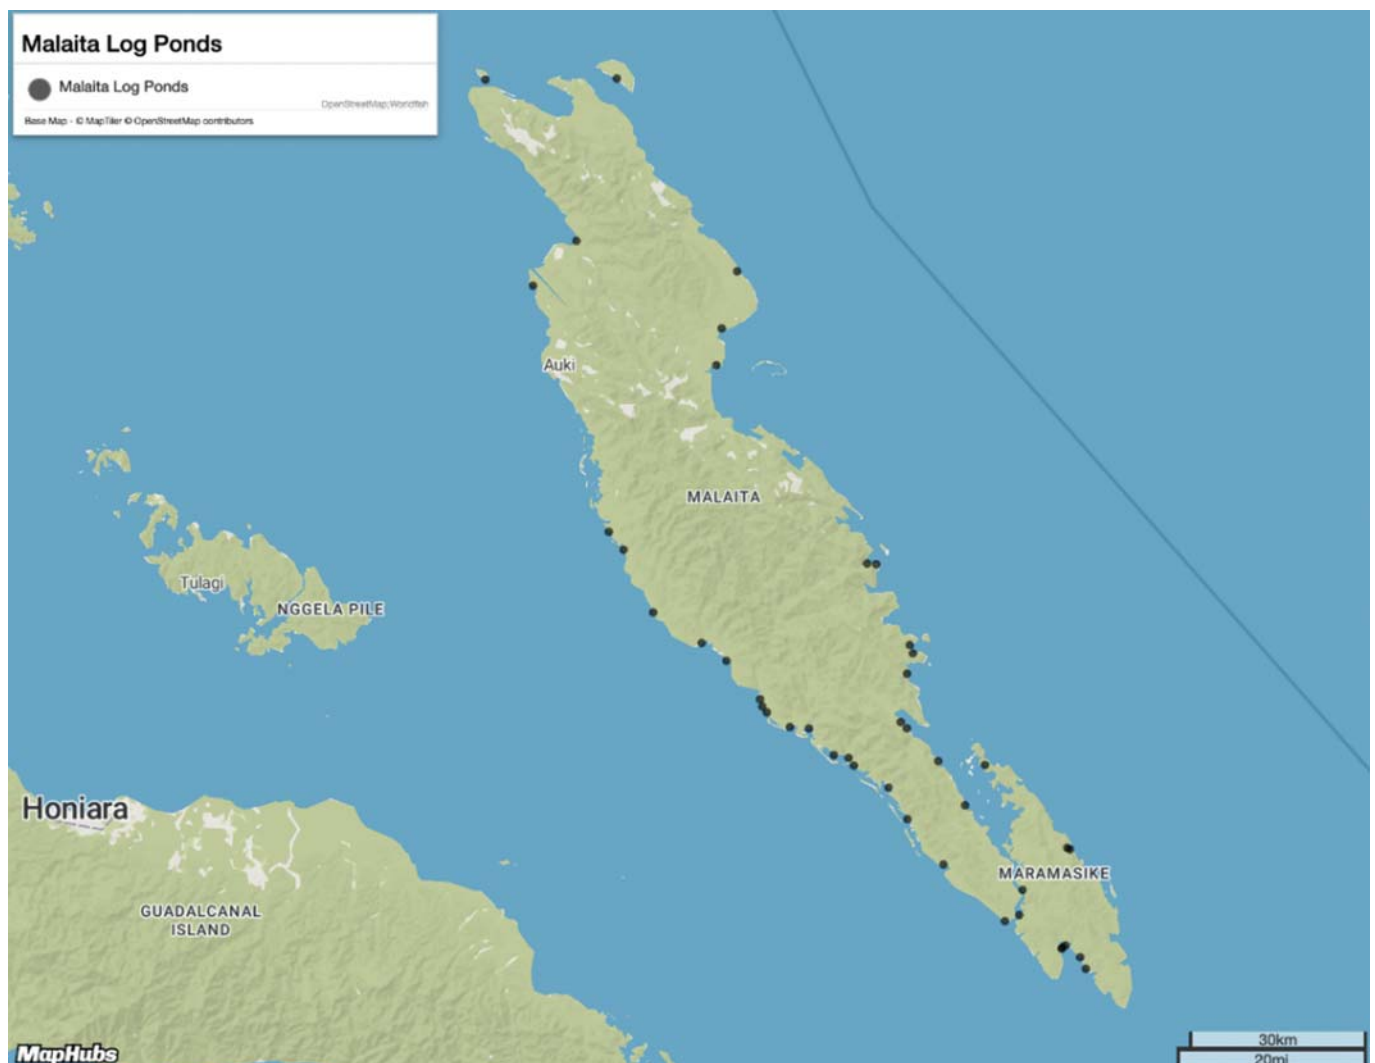 Malaita Log Ponds
Malaita Log Ponds
OpenStreetMap;Worldfish
Base Map - © MapTiler © OpenStreetMap contributors
Auki
MALAITA
Tulagi
NGGELA PILE
Honiara
MARAMASIKE
GUADALCANAL
ISLAND
30km
20mi
MapHubs